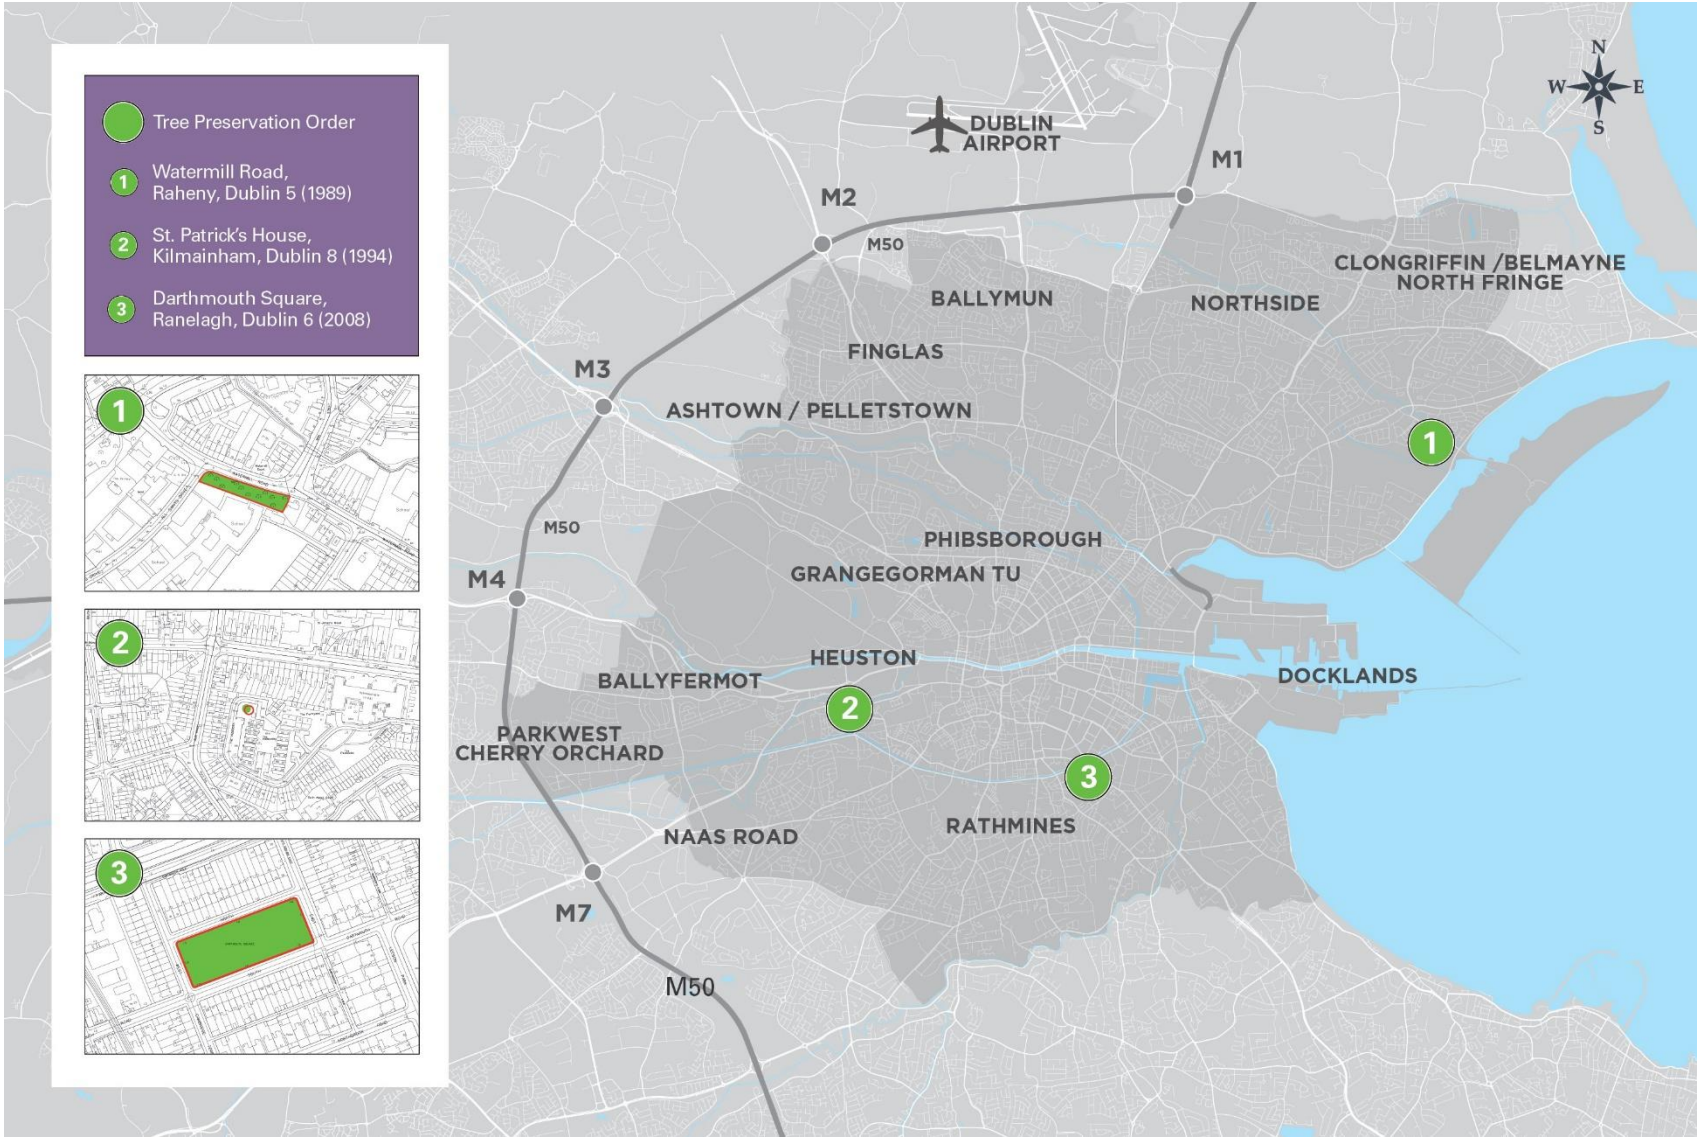 Tree Preservation Order
1
Watermill Road,
Raheny, Dublin 5 (1989)
2
St. Patrick's House,
Kilmainham, Dublin 8 (1994)
3
Darthmouth Square,
Ranelagh, Dublin 6 (2008)
1
2
3
N
W E
S
DUBLIN
AIRPORT
M1
M2
M50
CLONGRIFFIN /BELMAYNE
NORTH FRINGE
BALLYMUN
NORTHSIDE
FINGLAS
M3
ASHTOWN / PELLETSTOWN
1
M50
PHIBSBOROUGH
GRANGEGORMAN TU
M4
HEUSTON
BALLYFERMOT
DOCKLANDS
2
PARKWEST
CHERRY ORCHARD
3
RATHMINES
NAAS ROAD
M7
M50